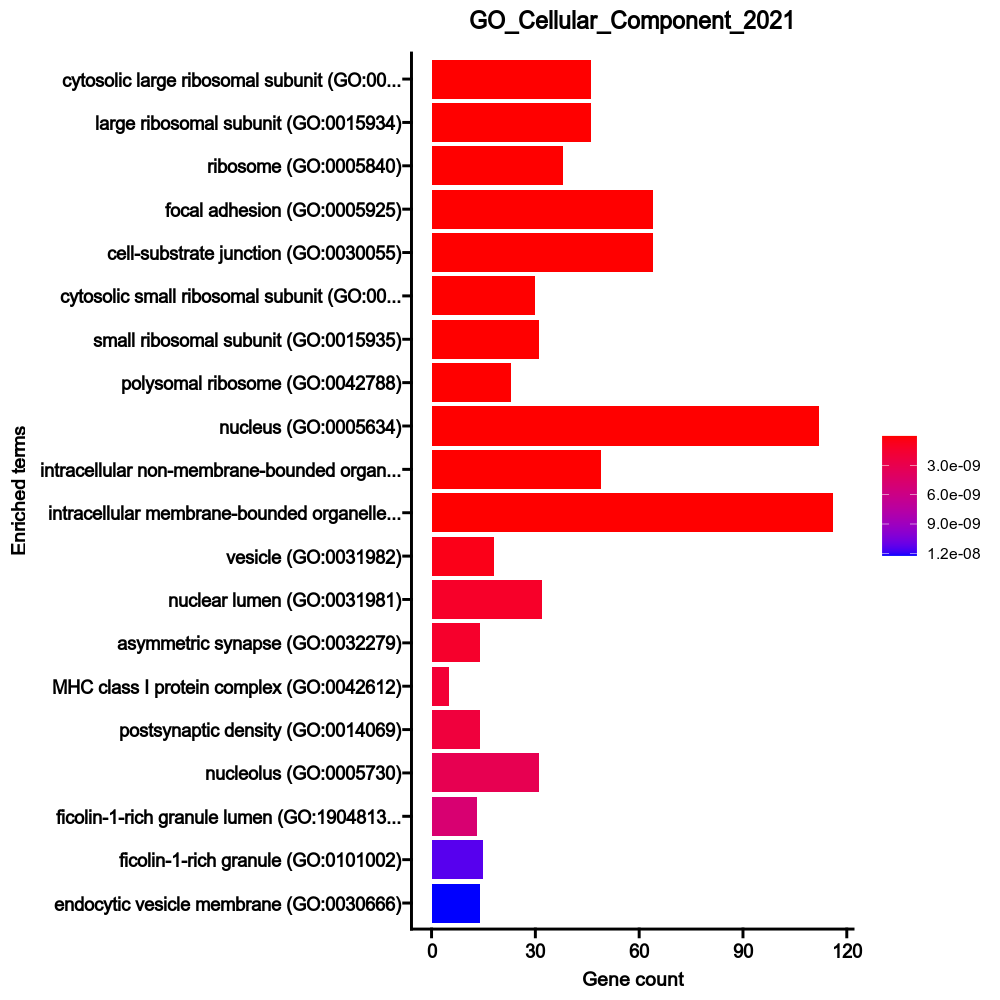 GO_Cellular_Component_2021
cytosolic large ribosomal subunit (GO:00...
large ribosomal subunit (GO:0015934)
ribosome (GO:0005840)
focal adhesion (GO:0005925)
cell-substrate junction (GO:0030055)
cytosolic small ribosomal subunit (GO:00...
small ribosomal subunit (GO:0015935)
polysomal ribosome (GO:0042788)
nucleus (GO:0005634)
intracellular non-membrane-bounded organ...
intracellular membrane-bounded organelle...
vesicle (GO:0031982)
nuclear lumen (GO:0031981)
asymmetric synapse (GO:0032279)
MHC class I protein complex (GO:0042612)
postsynaptic density (GO:0014069)
nucleolus (GO:0005730)
ficolin-1-rich granule lumen (GO:1904813...
ficolin-1-rich granule (GO:0101002)
endocytic vesicle membrane (GO:0030666)
Enriched terms
0 30 60 90 120
Gene count
3.0e-09
6.0e-09
9.0e-09
1.2e-08